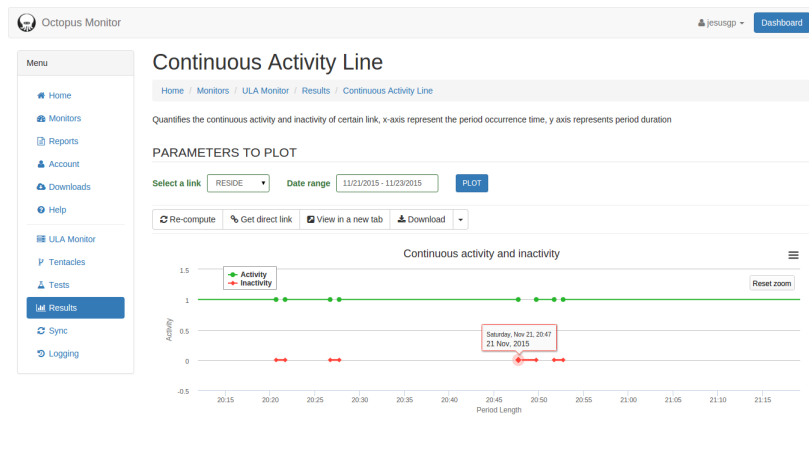 Octopus Monitor
jesusgp
Dashboard
Menu
Home
Monitors
Reports
Account
Downloads
Help
ULA Monitor
Tentacles
Tests
Results
Sync
Logging
Continuous Activity Line
Home / Monitors / ULA Monitor / Results / Continuous Activity Line
Quantifies the continuous activity and inactivity of certain link, x-axis represent the period occurrence time, y axis represents period duration
PARAMETERS TO PLOT
Select a link RESIDE Date range 11/21/2015 - 11/23/2015 PLOT
Re-compute Get direct link View in a new tab Download
Continuous activity and inactivity
Activity
Inactivity
Reset zoom
1.5
1
0.5
0
-0.5
Activity
Saturday, Nov 21, 20:47
21 Nov, 2015
20:15 20:20 20:25 20:30 20:35 20:40 20:45 20:50 20:55 21:00 21:05 21:10 21:15
Period Length